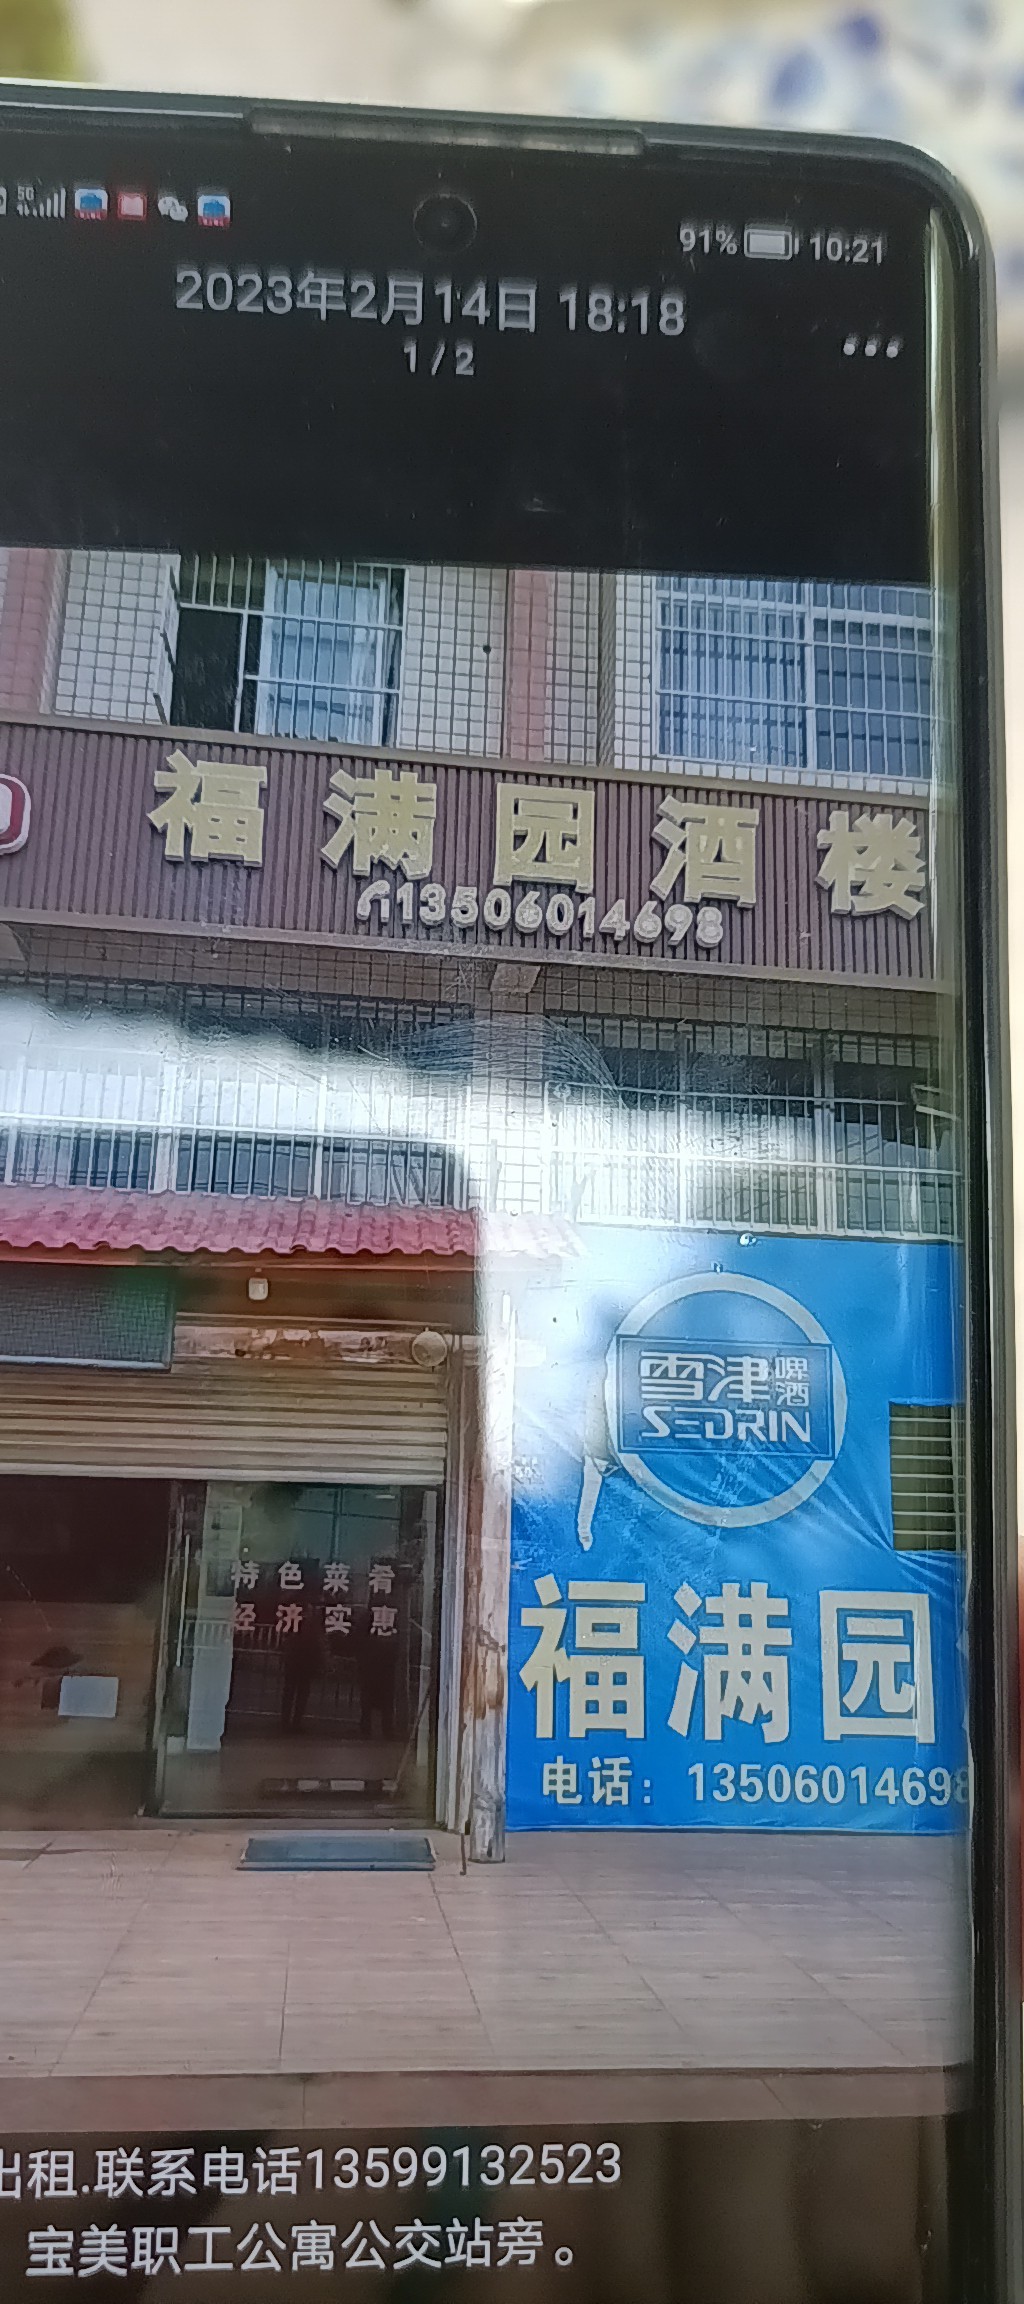 5G
91% 10:21
2023年2月14日 18:18
1/2
福满园酒楼
13506014698
雪津啤酒
SEDRIN
特色菜肴
经济实惠
福满园
电话：13506014698
出租.联系电话13599132523
宝美职工公寓公交站旁。